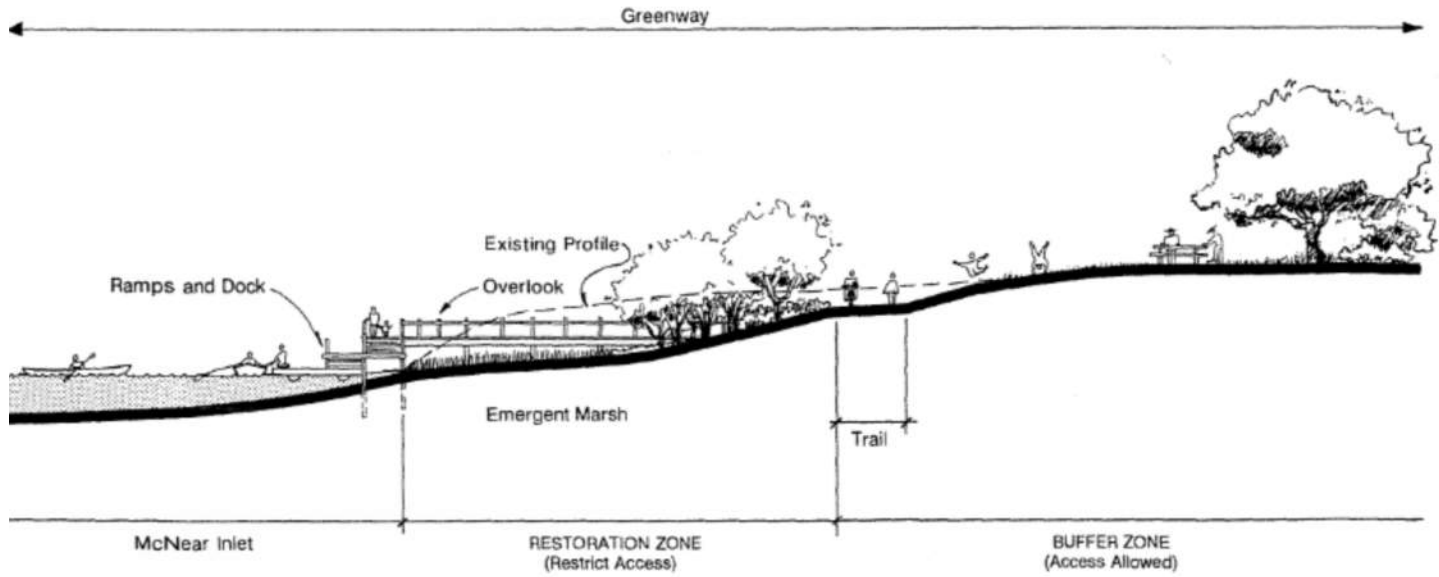 Greenway
Existing Profile
Ramps and Dock
Overlook
Emergent Marsh
Trail
McNear Inlet
RESTORATION ZONE
(Restrict Access)
BUFFER ZONE
(Access Allowed)